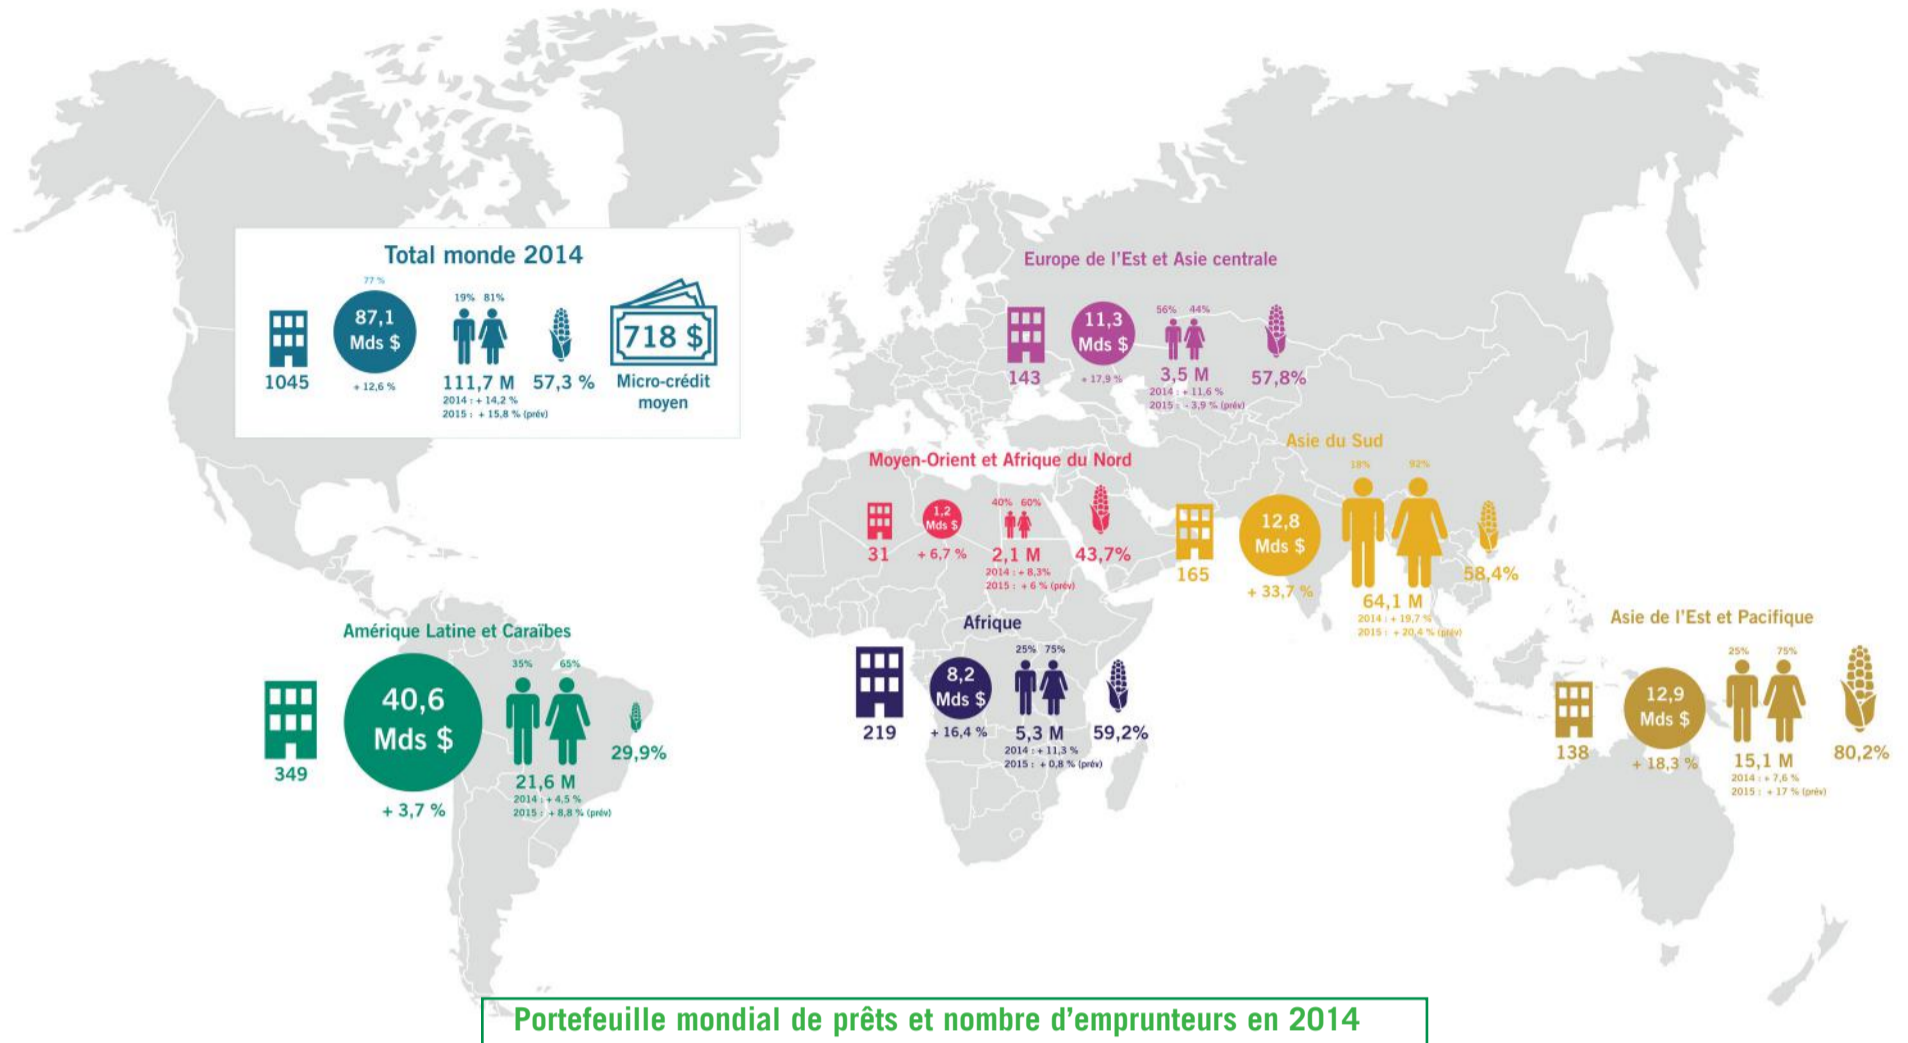 Total monde 2014
77 %
19% 81%
87,1
Mds $
718 $
1045
+ 12,6 %
111,7 M
57,3 %
Micro-crédit
moyen
2014 : + 14,2 %
2015 : + 15,8 % (prév)
Europe de l'Est et Asie centrale
56% 44%
11,3
Mds $
143
+ 17,9 %
3,5 M
57,8%
2014 : + 11,6 %
2015 : - 3,9 % (prév)
Moyen-Orient et Afrique du Nord
40% 60%
1,2
Mds $
31
+ 6,7 %
2,1 M
43,7%
2014 : + 8,3%
2015 : + 6 % (prév)
Asie du Sud
18% 92%
12,8
Mds $
165
+ 33,7 %
64,1 M
58,4%
2014 : + 19,7 %
2015 : + 20,4 % (prév)
Amérique Latine et Caraïbes
35% 65%
40,6
Mds $
349
+ 3,7 %
21,6 M
29,9%
2014 : + 4,5 %
2015 : + 8,8 % (prév)
Afrique
25% 75%
8,2
Mds $
219
+ 16,4 %
5,3 M
59,2%
2014 : + 11,3 %
2015 : + 0,8 % (prév)
Asie de l'Est et Pacifique
25% 75%
12,9
Mds $
138
+ 18,3 %
15,1 M
80,2%
2014 : + 7,6 %
2015 : + 17 % (prév)
Portefeuille mondial de prêts et nombre d'emprunteurs en 2014